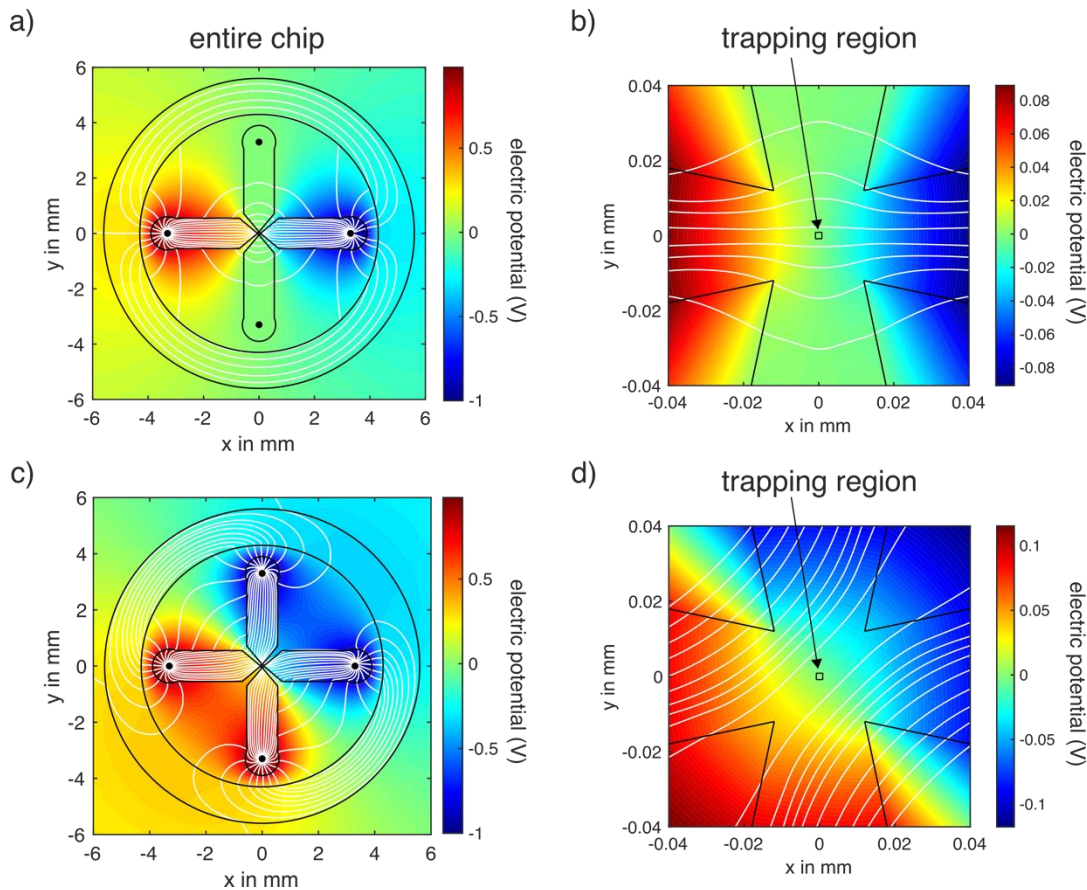 a)
entire chip
6
4
2
0
-2
-4
-6
y in mm
-6 -4 -2 0 2 4 6
x in mm
0.5
0
-0.5
-1
electric potential (V)
b)
trapping region
0.04
0.02
0
-0.02
-0.04
y in mm
-0.04 -0.02 0 0.02 0.04
x in mm
0.08
0.06
0.04
0.02
0
-0.02
-0.04
-0.06
-0.08
electric potential (V)
c)
6
4
2
0
-2
-4
-6
y in mm
-6 -4 -2 0 2 4 6
x in mm
0.5
0
-0.5
-1
electric potential (V)
d)
trapping region
0.04
0.02
0
-0.02
-0.04
y in mm
-0.04 -0.02 0 0.02 0.04
x in mm
0.1
0.05
0
-0.05
-0.1
electric potential (V)